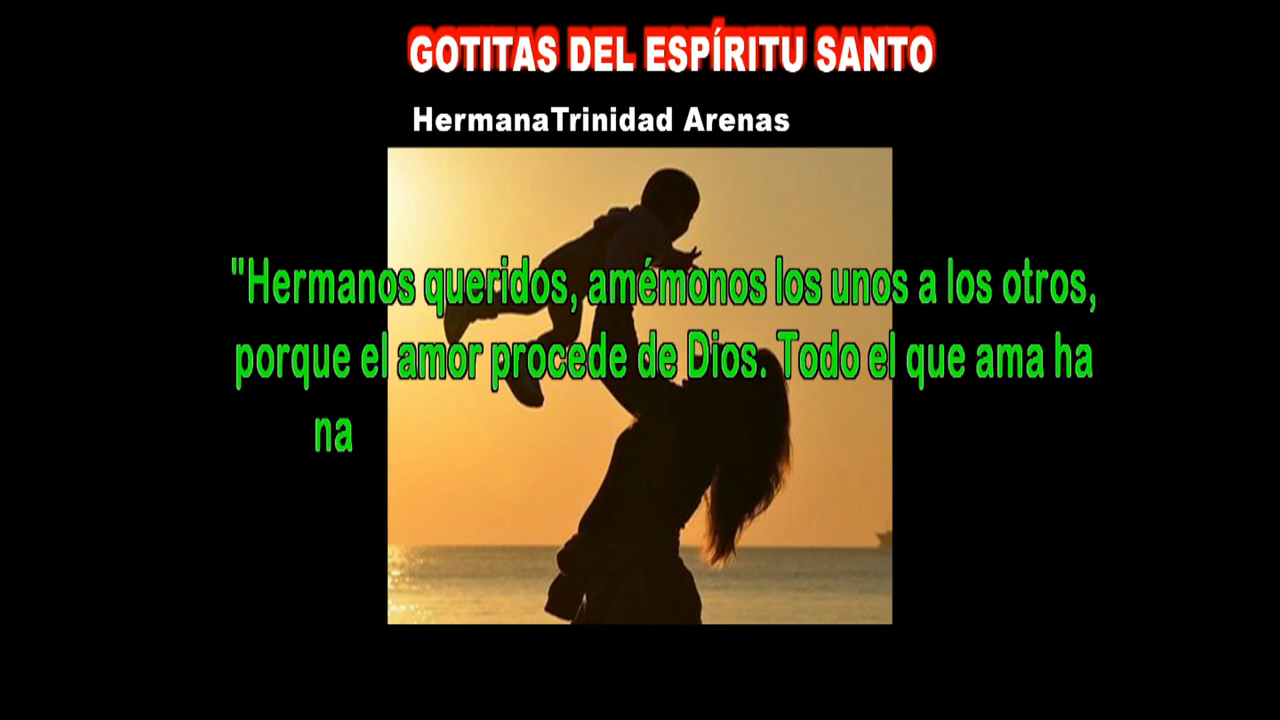 GOTITAS DEL ESPÍRITU SANTO
HermanaTrinidad Arenas
"Hermanos queridos, amémonos los unos a los otros,
porque el amor procede de Dios. Todo el que ama ha
na